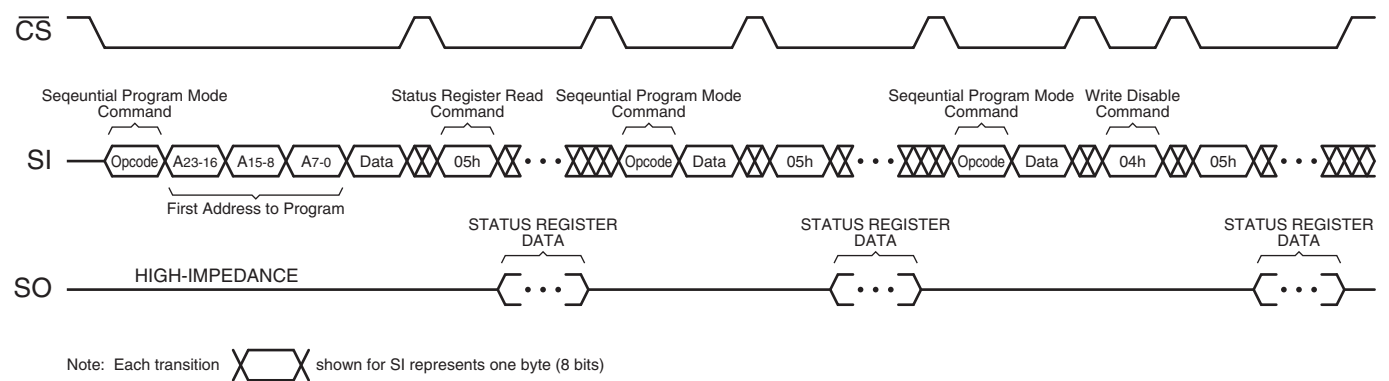 CS
Seqeuntial Program Mode
Command
Status Register Read
Command
Seqeuntial Program Mode
Command
Seqeuntial Program Mode
Command
Write Disable
Command
SI
Opcode A23-16 A15-8 A7-0 Data 05h Opcode Data 05h Opcode Data 04h 05h
First Address to Program
STATUS REGISTER
DATA
STATUS REGISTER
DATA
STATUS REGISTER
DATA
SO
HIGH-IMPEDANCE
Note: Each transition shown for SI represents one byte (8 bits)